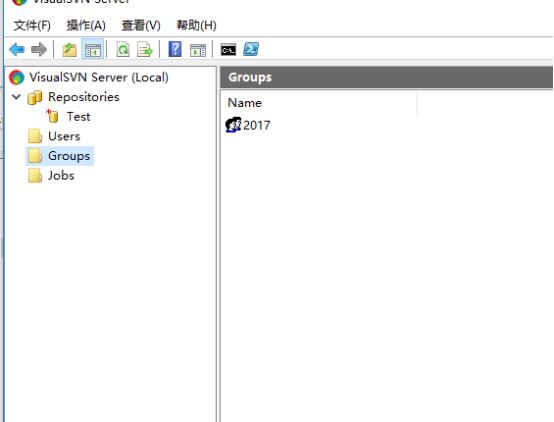 VisualSVN Server
文件(F) 操作(A) 查看(V) 帮助(H)
VisualSVN Server (Local)
Repositories
Test
Users
Groups
Jobs
Groups
Name
2017